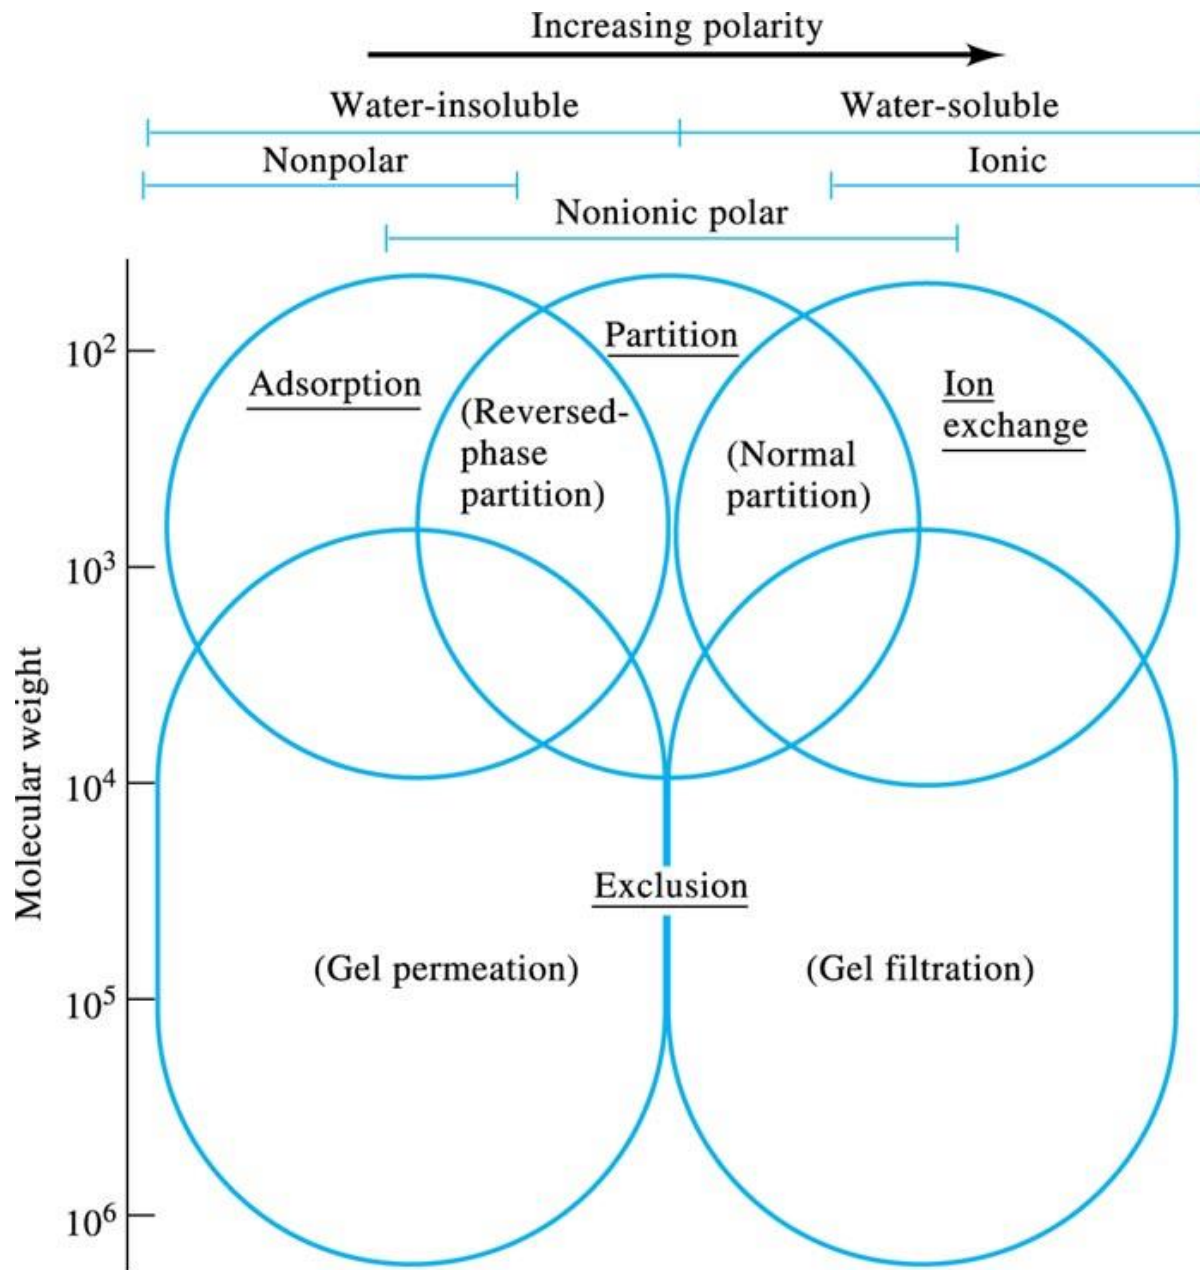 Increasing polarity
Water-insoluble
Water-soluble
Nonpolar
Ionic
Nonionic polar
Partition
10²
Adsorption
Ion
exchange
(Reversed-
phase
partition)
(Normal
partition)
10³
Molecular weight
10⁴
Exclusion
(Gel permeation)
(Gel filtration)
10⁵
10⁶